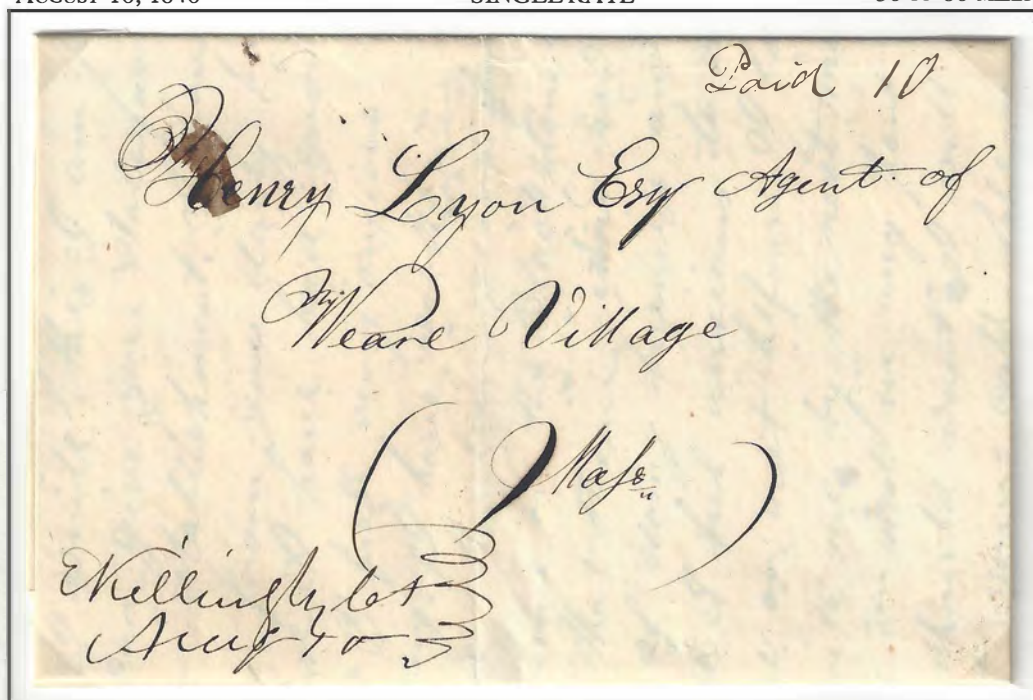 Paid 10
Henry Lyon Esq Agent of
Weare Village
(Mass)
Killingly Ct
Aug 10